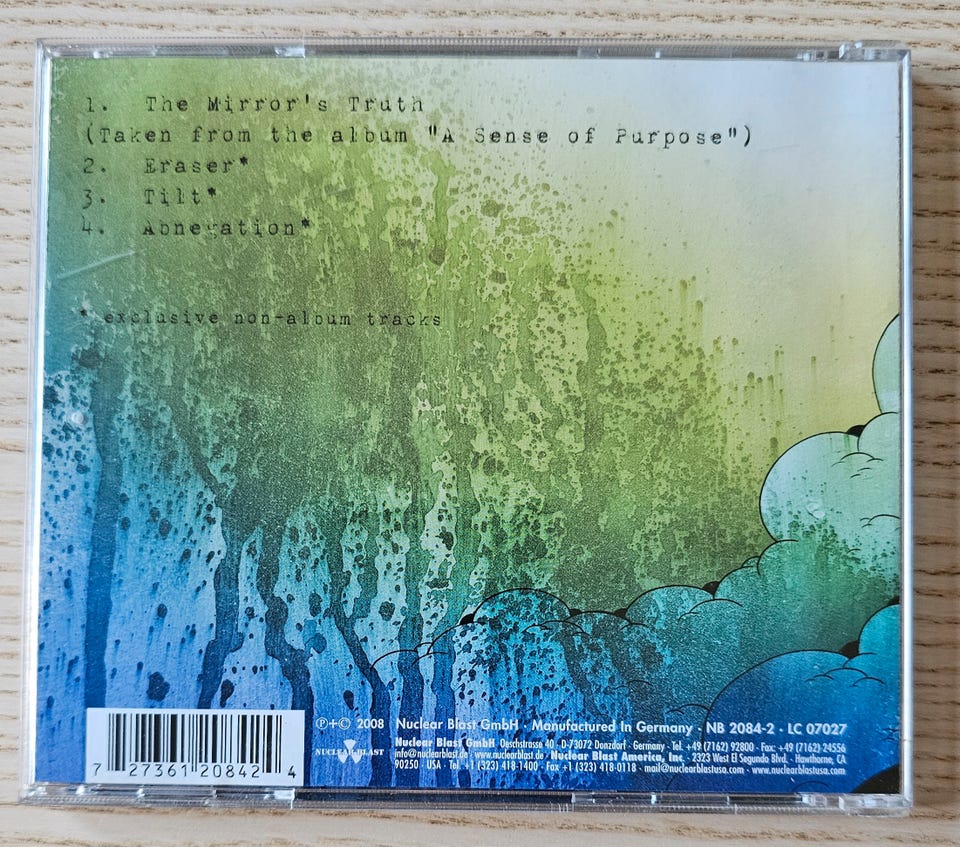 1. The Mirror's Truth
(Taken from the album "A Sense of Purpose")
2. Eraser*
3. Tilt*
4. Abnegation*
* exclusive non-album tracks
7 27361 20842 4
NUCLEAR BLAST
℗+© 2008 Nuclear Blast GmbH · Manufactured In Germany · NB 2084-2 · LC 07027
Nuclear Blast GmbH Oeschstrasse 40 · D-73072 Donzdorf · Germany · Tel. +49 (7162) 92800 · Fax: +49 (7162) 24556
info@nuclearblast.de · www.nuclearblast.de · Nuclear Blast America, Inc. · 2323 West El Segundo Blvd. · Hawthorne, CA
90250 · USA · Tel. +1 (323) 418-1400 · Fax +1 (323) 418-0118 · mail@nuclearblastusa.com · www.nuclearblastusa.com